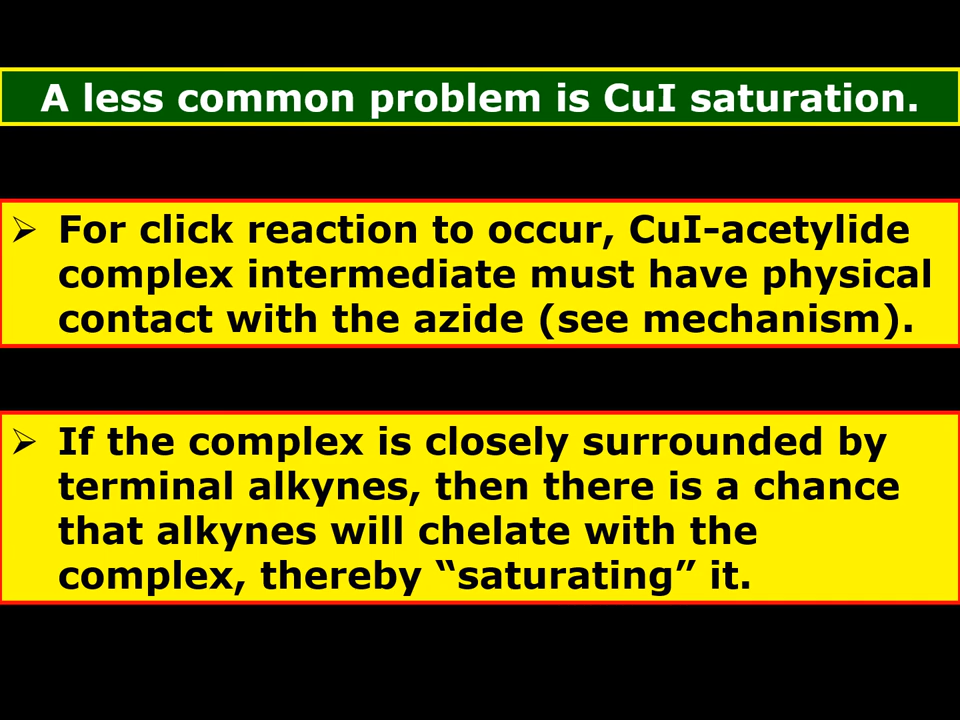 A less common problem is CuI saturation.
➢ For click reaction to occur, CuI-acetylide
complex intermediate must have physical
contact with the azide (see mechanism).
➢ If the complex is closely surrounded by
terminal alkynes, then there is a chance
that alkynes will chelate with the
complex, thereby “saturating” it.